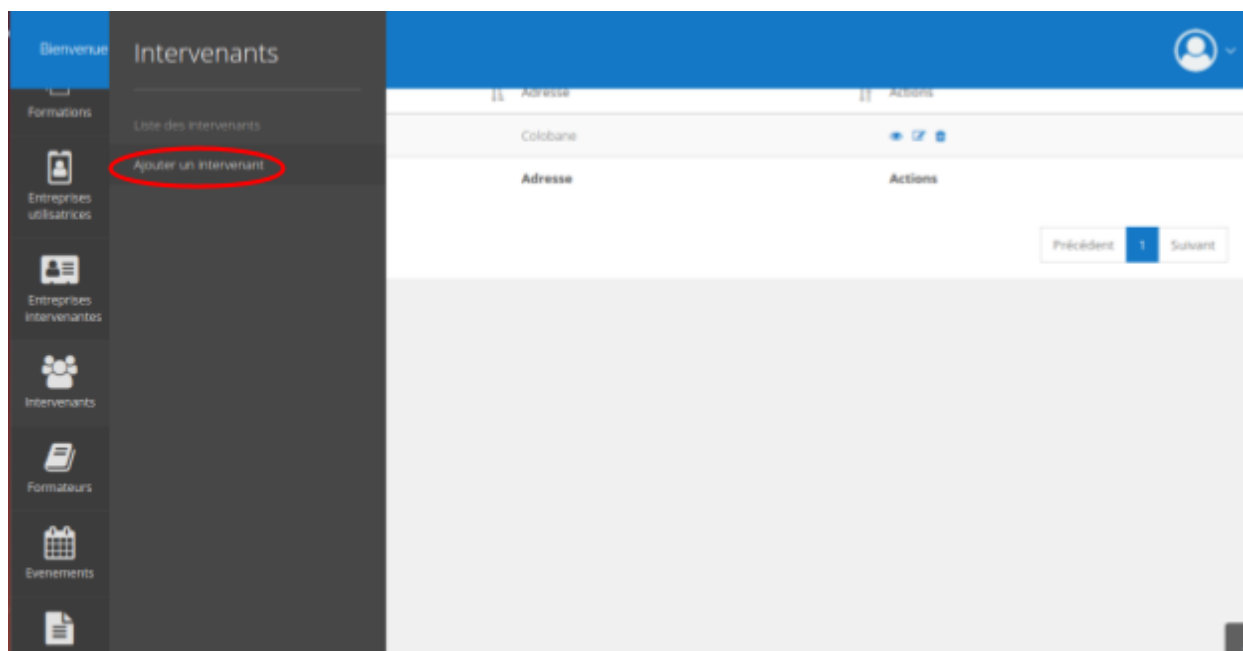 Bienvenue
Intervenants
Formations
Entreprises
utilisatrices
Entreprises
intervenantes
Intervenants
Formateurs
Evenements
Liste des intervenants
Ajouter un intervenant
Adresse
Actions
Colobane
Adresse
Actions
Précédent
1
Suivant